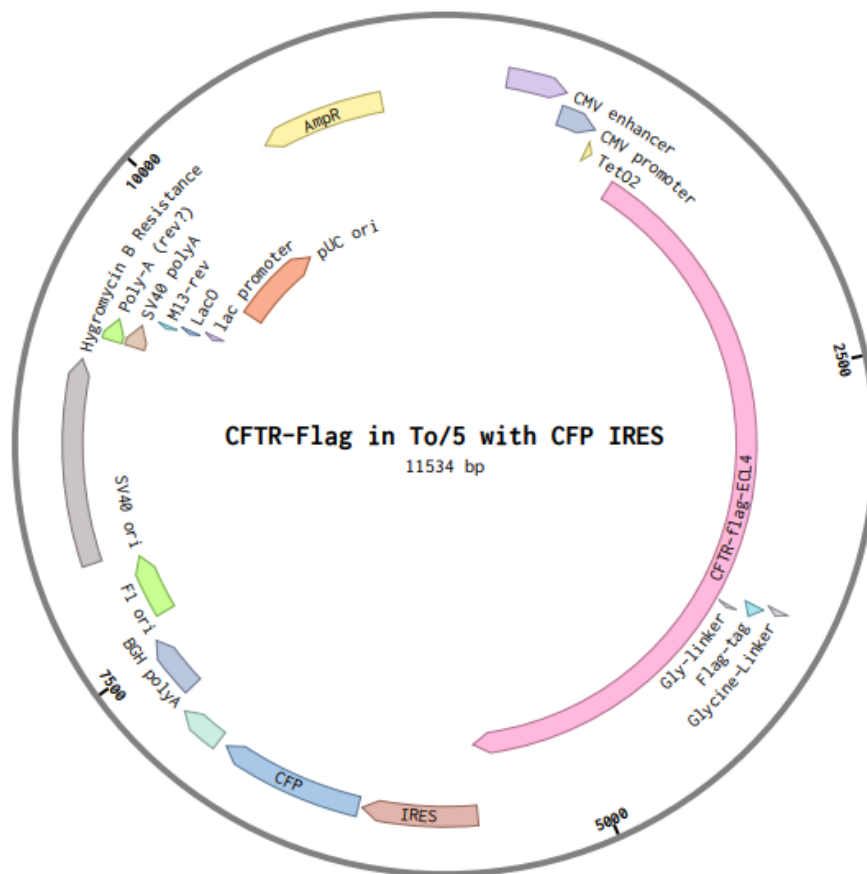 CMV enhancer
CMV promoter
TetO2
2500
CFTR-flag-ECL4
Gly-linker
Flag-tag
Glycine-Linker
5000
IRES
CFP
BGH polyA
7500
F1 ori
SV40 ori
Hygromycin B Resistance
Poly-A (rev?)
SV40 polyA
M13-rev
LacO
lac promoter
pUC ori
10000
AmpR
CFTR-Flag in To/5 with CFP IRES
11534 bp